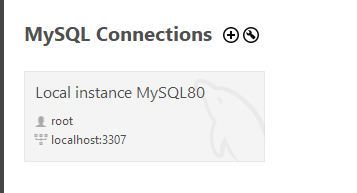 MySQL Connections
Local instance MySQL80
root
localhost:3307